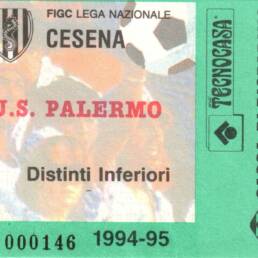 FIGC LEGA NAZIONALE
CESENA
U.S. PALERMO
Distinti Inferiori
000146 1994-95
TECNOCASA